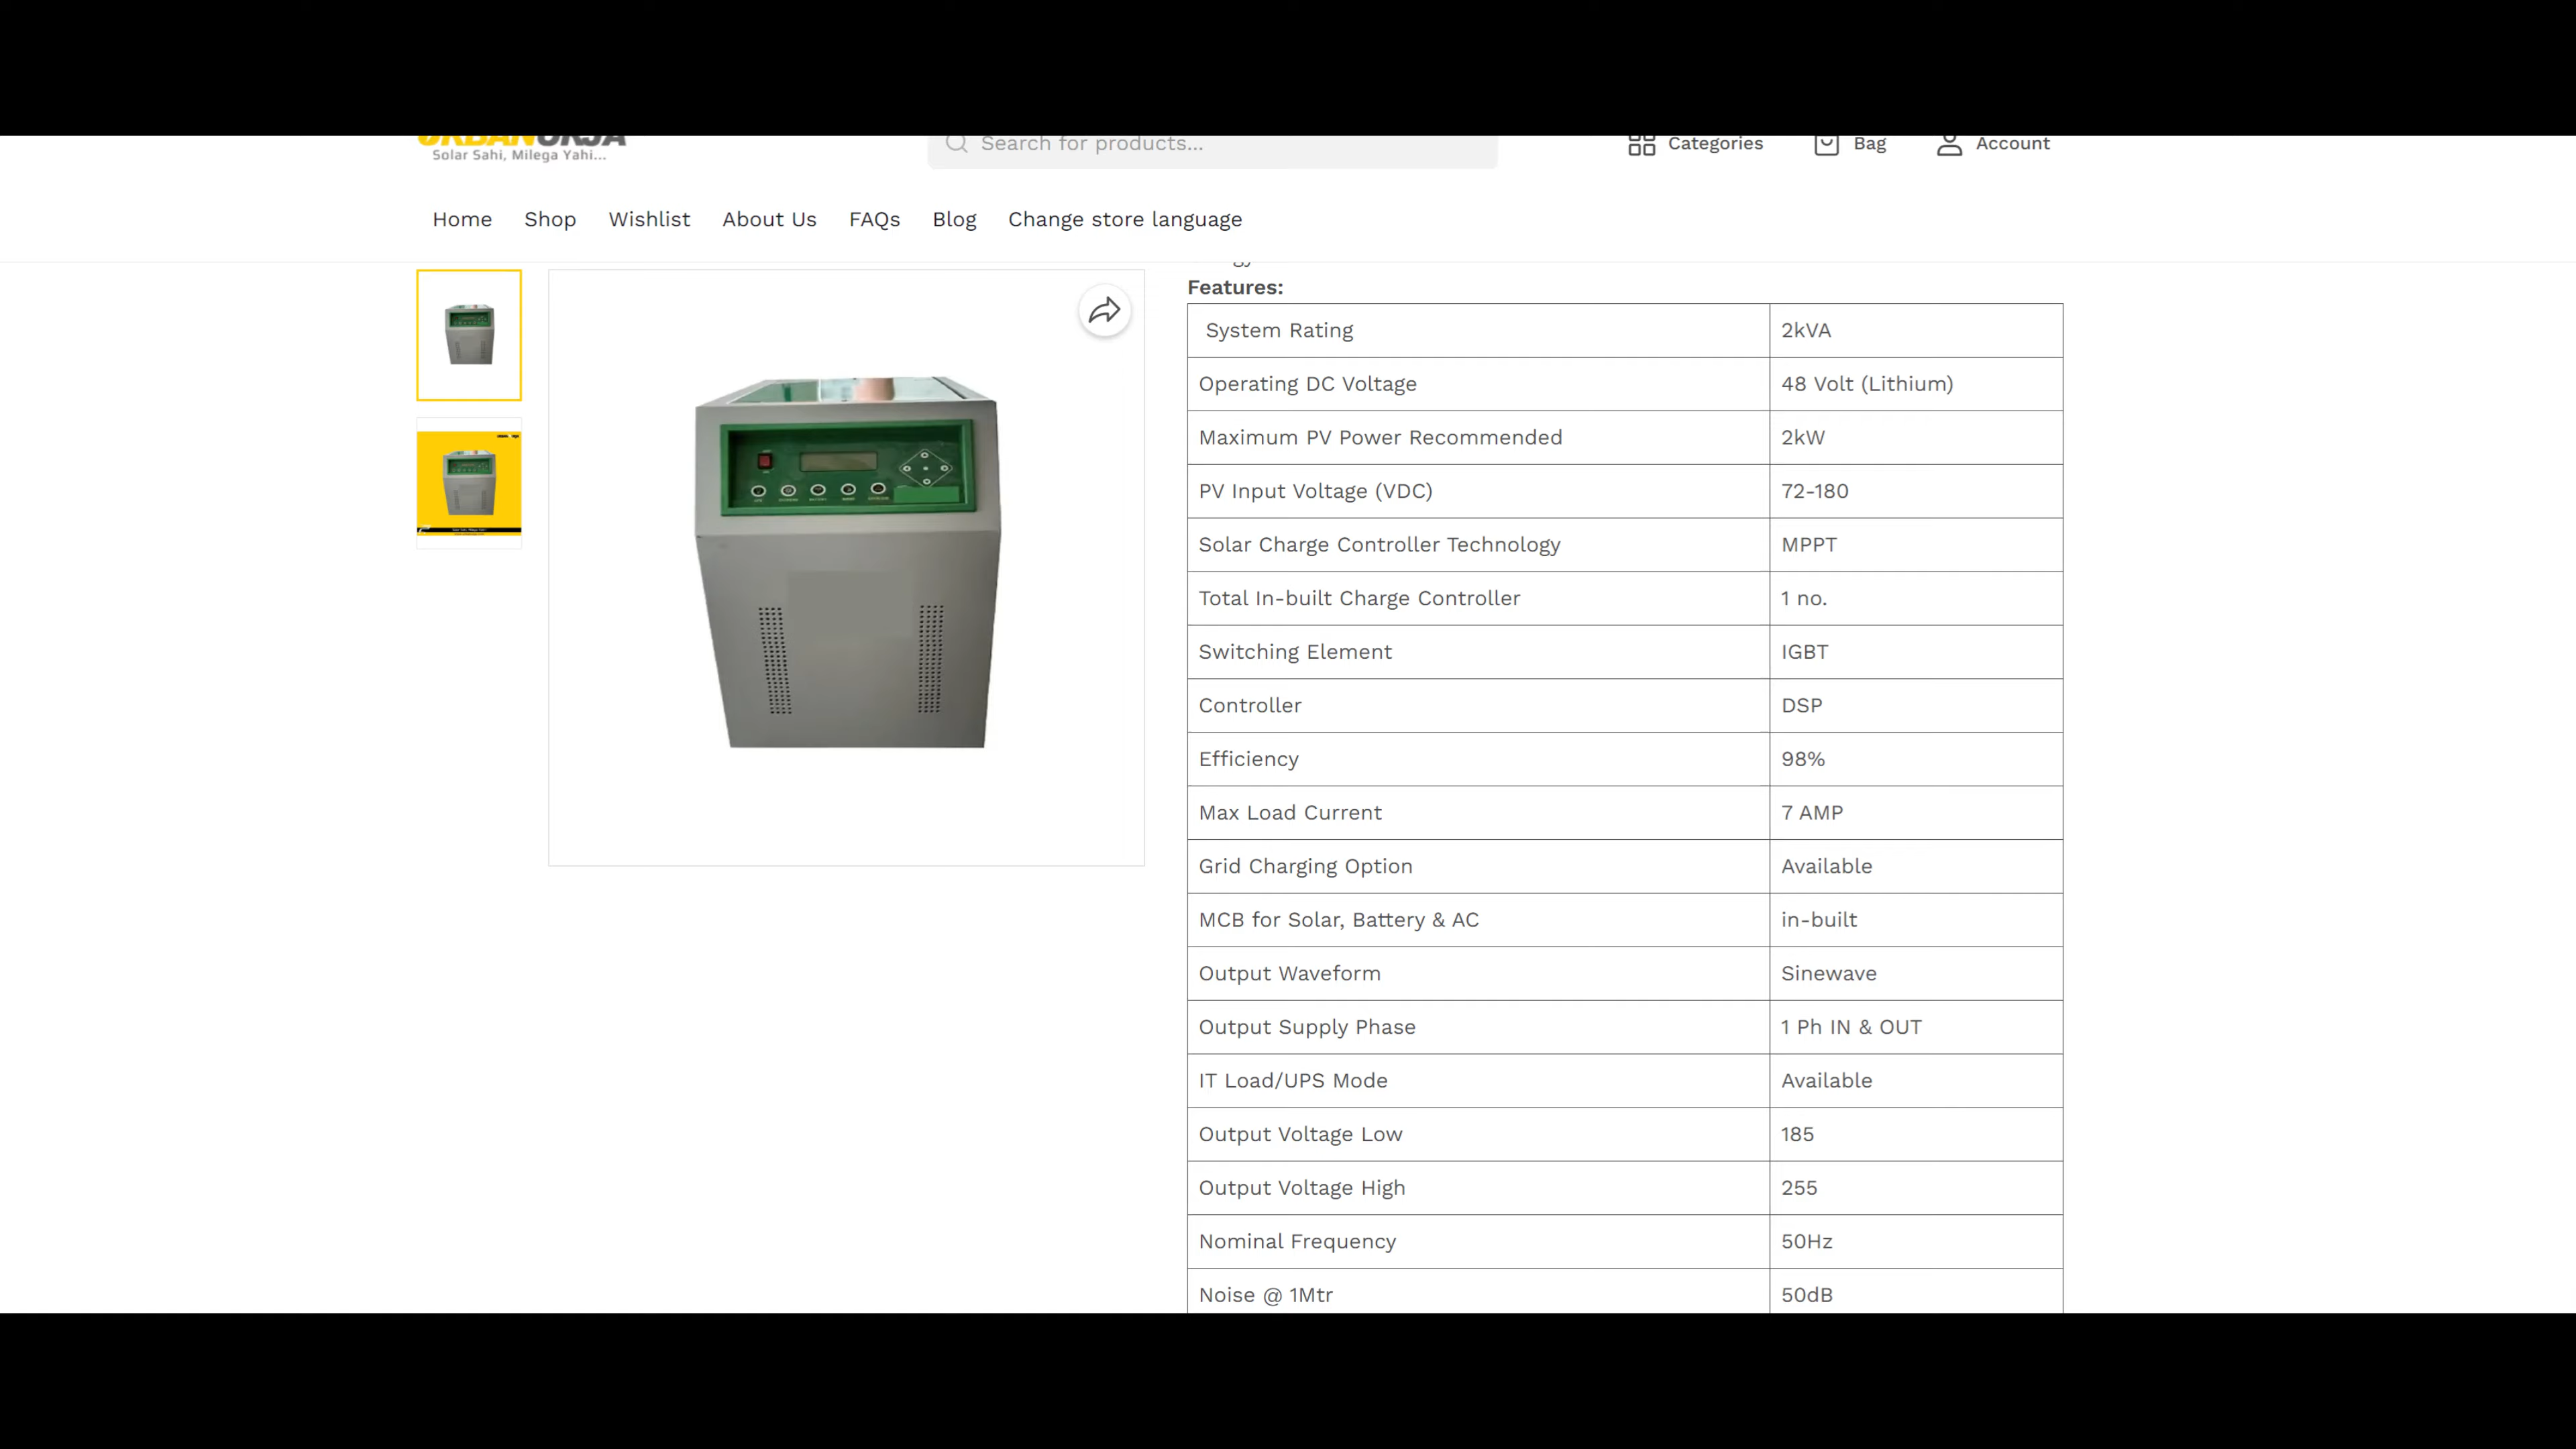 Solar Sahi, Milega Yahi...
Search for products...
Categories
Bag
Account
Home
Shop
Wishlist
About Us
FAQs
Blog
Change store language
Features:
System Rating 2kVA
Operating DC Voltage 48 Volt (Lithium)
Maximum PV Power Recommended 2kW
PV Input Voltage (VDC) 72-180
Solar Charge Controller Technology MPPT
Total In-built Charge Controller 1 no.
Switching Element IGBT
Controller DSP
Efficiency 98%
Max Load Current 7 AMP
Grid Charging Option Available
MCB for Solar, Battery & AC in-built
Output Waveform Sinewave
Output Supply Phase 1 Ph IN & OUT
IT Load/UPS Mode Available
Output Voltage Low 185
Output Voltage High 255
Nominal Frequency 50Hz
Noise @ 1Mtr 50dB